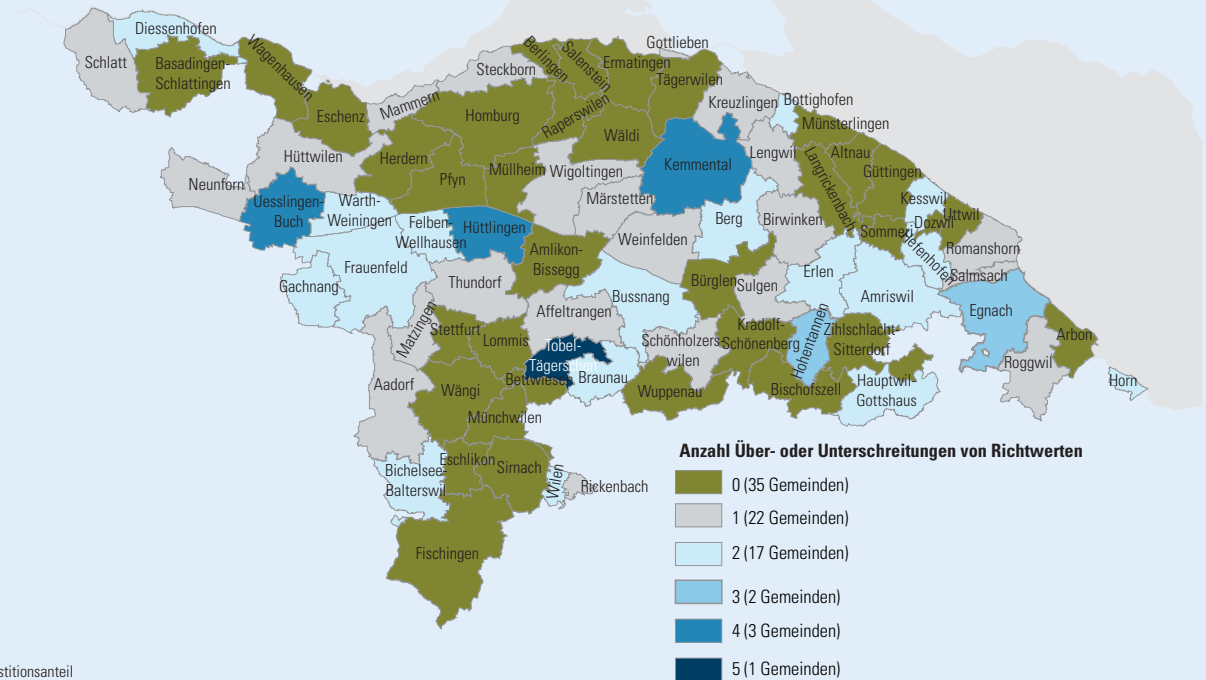 Diessenhofen
Schlatt
Basadingen-
Schlattingen
Wagenhausen
Eschenz
Mammern
Steckborn
Berlingen
Salenstein
Ermatingen
Gottlieben
Tägerwilen
Kreuzlingen
Bottighofen
Münsterlingen
Homburg
Raperswilen
Wäldi
Kemmental
Lengwil
Langrickenbach
Altnau
Güttingen
Kesswil
Uttwil
Dozwil
Sommeri
Hefenhofen
Romanshorn
Salmsach
Hüttwilen
Herdern
Pfyn
Müllheim
Wigoltingen
Märstetten
Neunforn
Uesslingen-
Buch
Warth-
Weiningen
Felben-
Wellhausen
Hüttlingen
Amlikon-
Bissegg
Weinfelden
Berg
Birwinken
Erlen
Amriswil
Egnach
Frauenfeld
Gachnang
Thundorf
Bussnang
Bürglen
Sulgen
Matzingen
Stettfurt
Lommis
Affeltrangen
Tobel-
Tägerschen
Braunau
Bettwiesen
Schönholzers-
wilen
Kradolf-
Schönenberg
Hohentannen
Zihlschlacht-
Sitterdorf
Roggwil
Arbon
Horn
Aadorf
Wängi
Münchwilen
Wuppenau
Bischofszell
Hauptwil-
Gottshaus
Bichelsee-
Balterswil
Eschlikon
Sirnach
Wilen
Rickenbach
Fischingen
Anzahl Über- oder Unterschreitungen von Richtwerten
0 (35 Gemeinden)
1 (22 Gemeinden)
2 (17 Gemeinden)
3 (2 Gemeinden)
4 (3 Gemeinden)
5 (1 Gemeinden)
stitionsanteil